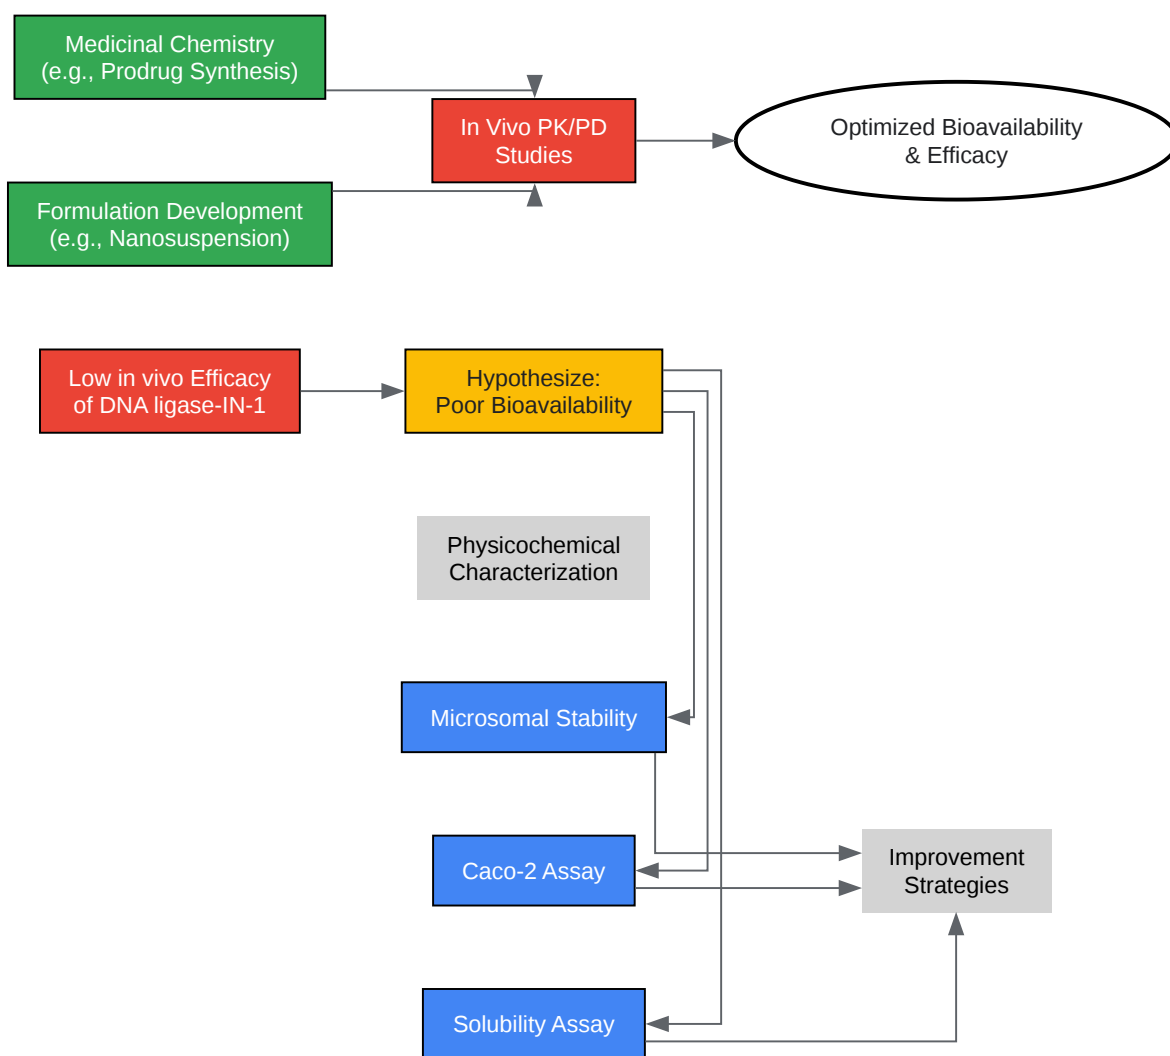 Medicinal Chemistry
(e.g., Prodrug Synthesis)
In Vivo PK/PD
Studies
Optimized Bioavailability
& Efficacy
Formulation Development
(e.g., Nanosuspension)
Low in vivo Efficacy
of DNA ligase-IN-1
Hypothesize:
Poor Bioavailability
Physicochemical
Characterization
Microsomal Stability
Caco-2 Assay
Improvement
Strategies
Solubility Assay